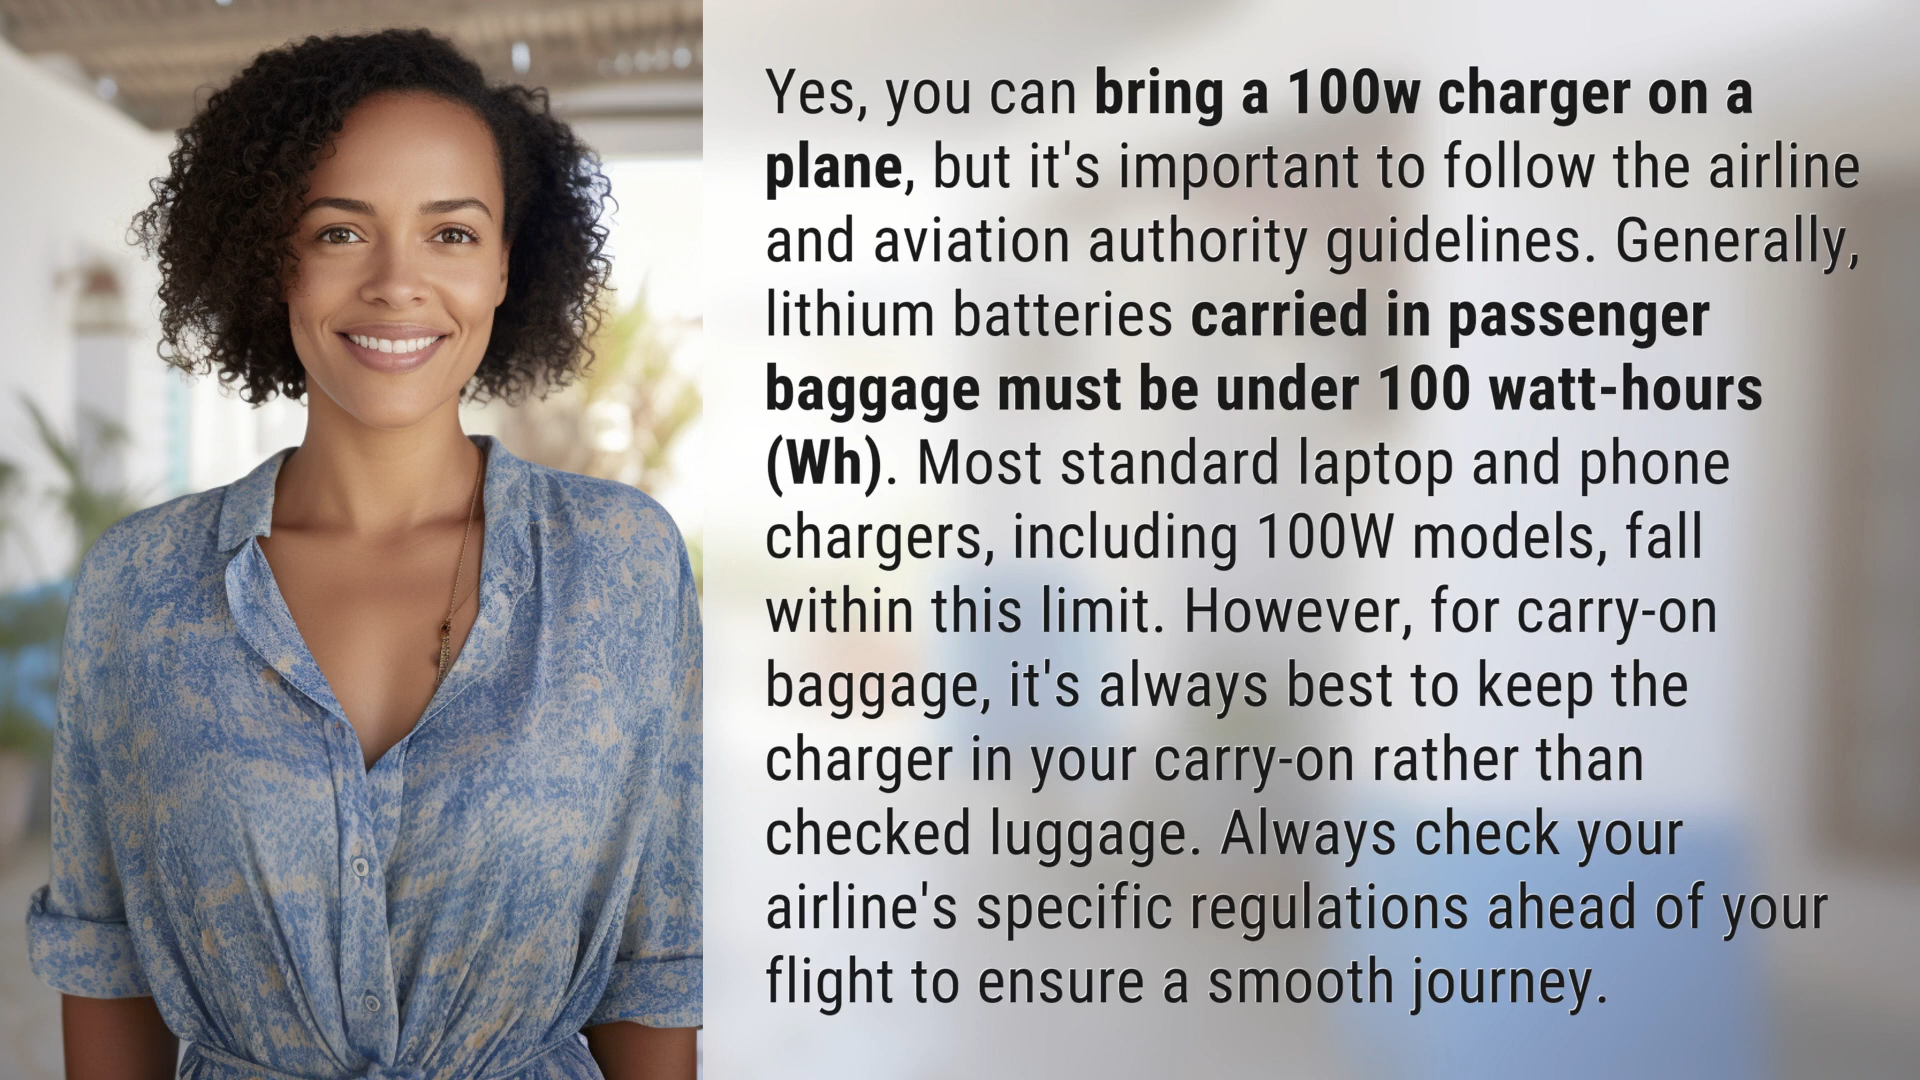 Yes, you can bring a 100w charger on a
plane, but it's important to follow the airline
and aviation authority guidelines. Generally,
lithium batteries carried in passenger
baggage must be under 100 watt-hours
(Wh). Most standard laptop and phone
chargers, including 100W models, fall
within this limit. However, for carry-on
baggage, it's always best to keep the
charger in your carry-on rather than
checked luggage. Always check your
airline's specific regulations ahead of your
flight to ensure a smooth journey.